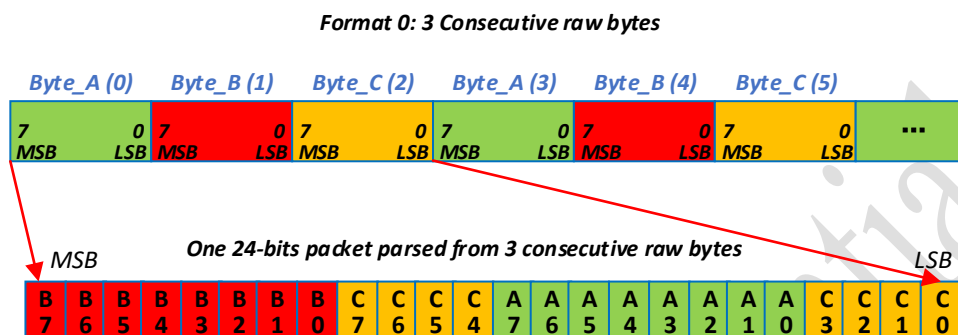 Format 0: 3 Consecutive raw bytes
Byte_A (0) Byte_B (1) Byte_C (2) Byte_A (3) Byte_B (4) Byte_C (5)
7 0 7 0 7 0 7 0 7 0 7 0 ...
MSB LSB MSB LSB MSB LSB MSB LSB MSB LSB MSB LSB
MSB One 24-bits packet parsed from 3 consecutive raw bytes LSB
B B B B B B B B C C C C A A A A A A A A C C C C
7 6 5 4 3 2 1 0 7 6 5 4 7 6 5 4 3 2 1 0 3 2 1 0